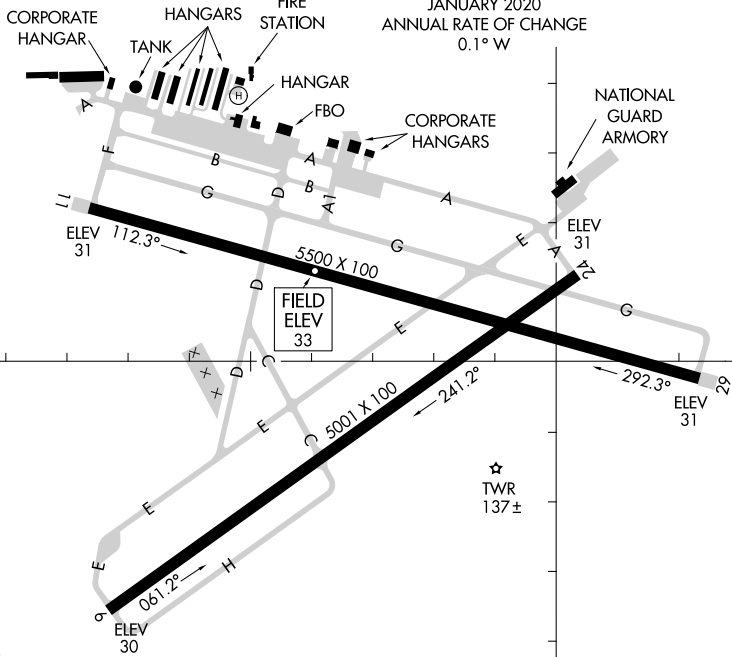 JANUARY 2020
ANNUAL RATE OF CHANGE
0.1° W
CORPORATE
HANGAR
HANGARS
FIRE
STATION
TANK
H
HANGAR
FBO
CORPORATE
HANGARS
NATIONAL
GUARD
ARMORY
A
F
B
A
B
D
A1
A
G
G
E
A
ELEV
31
11
ELEV
31
112.3°
5500 X 100
24
D
FIELD
ELEV
33
E
G
C
D
292.3°
29
ELEV
31
241.2°
5001 X 100
E
C
TWR
137±
E
E
H
061.2°
6
ELEV
30